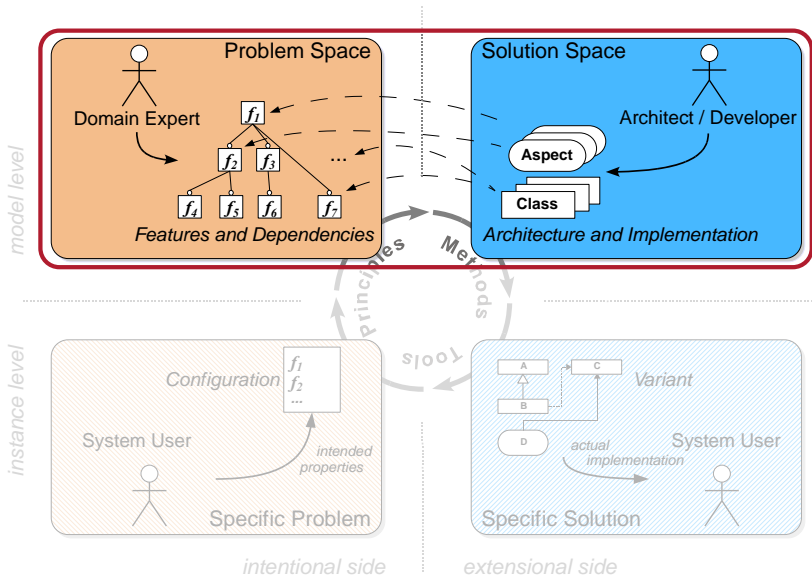 Problem Space
Solution Space
Domain Expert
Architect / Developer
f1
f2
f3
...
f4
f5
f6
f7
Aspect
Class
Features and Dependencies
Architecture and Implementation
model level
Principles
Methods
Tools
instance level
Configuration
f1
f2
...
System User
intended
properties
Specific Problem
A
C
B
D
Variant
actual
implementation
System User
Specific Solution
intentional side
extensional side